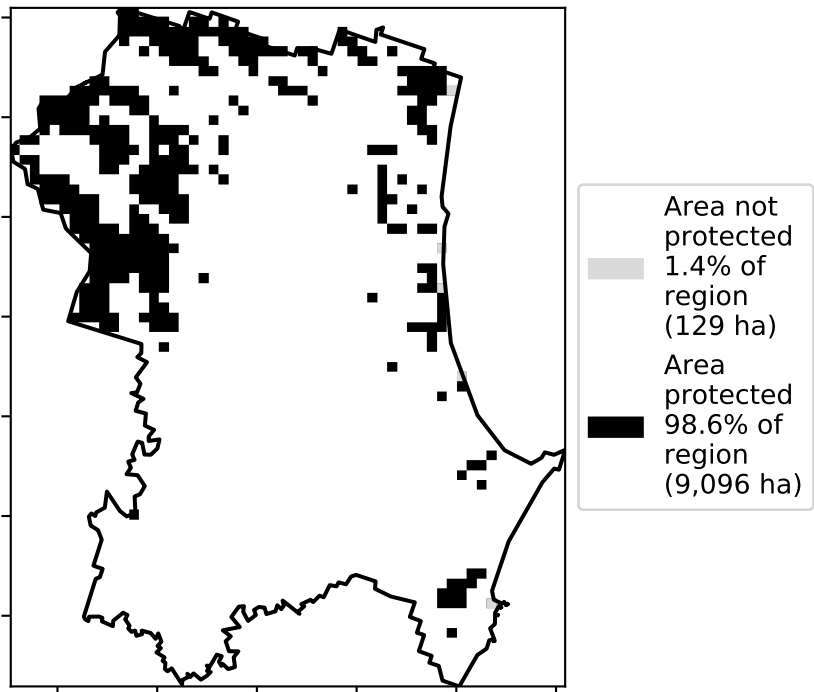 Area not
protected
1.4% of
region
(129 ha)
Area
protected
98.6% of
region
(9,096 ha)